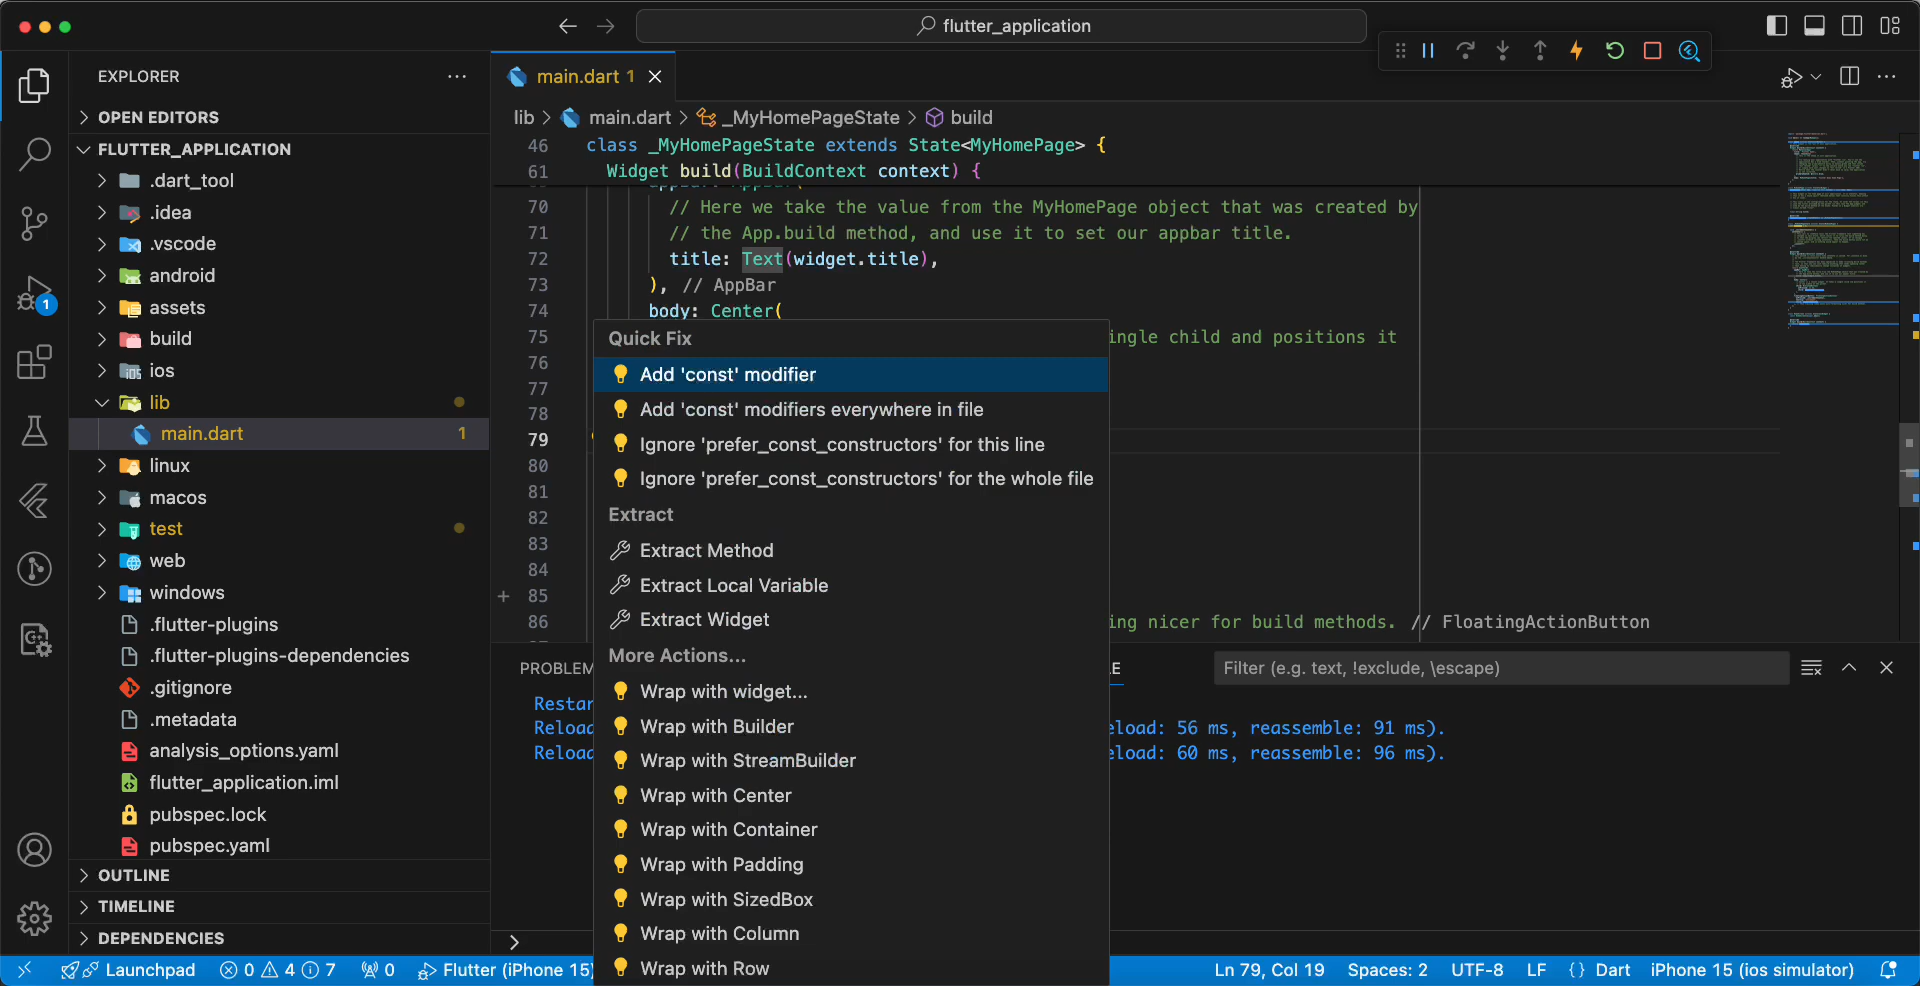 flutter_application
EXPLORER
OPEN EDITORS
FLUTTER_APPLICATION
.dart_tool
.idea
.vscode
android
assets
build
ios
lib
main.dart 1
linux
macos
test
web
windows
.flutter-plugins
.flutter-plugins-dependencies
.gitignore
.metadata
analysis_options.yaml
flutter_application.iml
pubspec.lock
pubspec.yaml
OUTLINE
TIMELINE
DEPENDENCIES
1
main.dart 1
lib > main.dart > _MyHomePageState > build
46 class _MyHomePageState extends State<MyHomePage> {
61 Widget build(BuildContext context) {
70 // Here we take the value from the MyHomePage object that was created by
71 // the App.build method, and use it to set our appbar title.
72 title: Text(widget.title),
73 ), // AppBar
74 body: Center(
75 ingle child and positions it
76
77
78
79
80
81
82
83
84
85
86 ing nicer for build methods. // FloatingActionButton
Quick Fix
Add 'const' modifier
Add 'const' modifiers everywhere in file
Ignore 'prefer_const_constructors' for this line
Ignore 'prefer_const_constructors' for the whole file
Extract
Extract Method
Extract Local Variable
Extract Widget
More Actions...
Wrap with widget...
Wrap with Builder
Wrap with StreamBuilder
Wrap with Center
Wrap with Container
Wrap with Padding
Wrap with SizedBox
Wrap with Column
Wrap with Row
PROBLEM
LE
Filter (e.g. text, !exclude, \escape)
Restar
Reload eload: 56 ms, reassemble: 91 ms).
Reload eload: 60 ms, reassemble: 96 ms).
Launchpad 0 4 7 0 Flutter (iPhone 15) Ln 79, Col 19 Spaces: 2 UTF-8 LF {} Dart iPhone 15 (ios simulator)